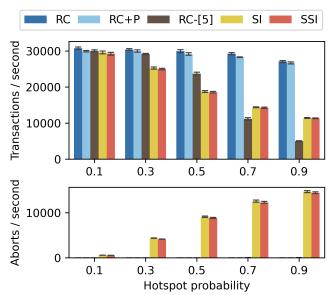 RC RC+P RC-[5] SI SSI
Transactions / second
30000
20000
10000
0
0.1 0.3 0.5 0.7 0.9
Aborts / second
10000
0
0.1 0.3 0.5 0.7 0.9
Hotspot probability